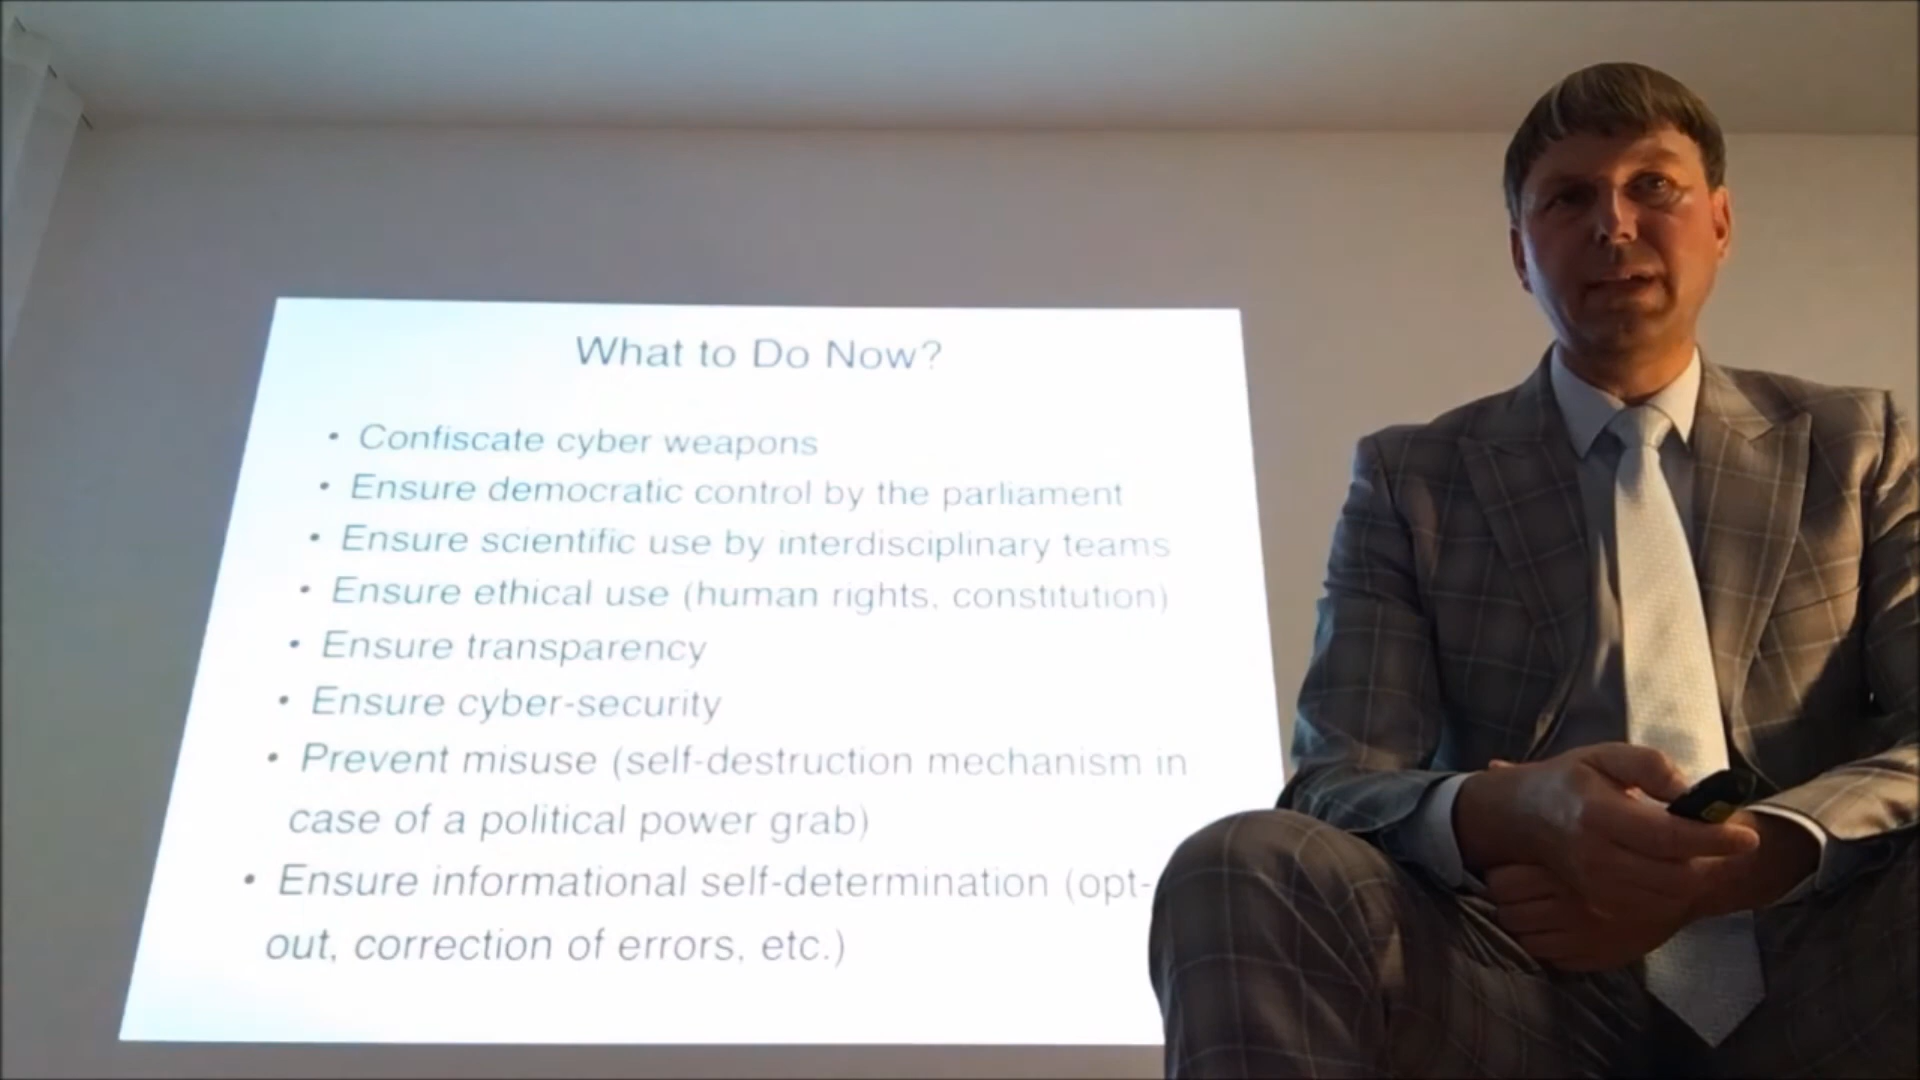 What to Do Now?
• Confiscate cyber weapons
• Ensure democratic control by the parliament
• Ensure scientific use by interdisciplinary teams
• Ensure ethical use (human rights, constitution)
• Ensure transparency
• Ensure cyber-security
• Prevent misuse (self-destruction mechanism in
case of a political power grab)
• Ensure informational self-determination (opt-
out, correction of errors, etc.)